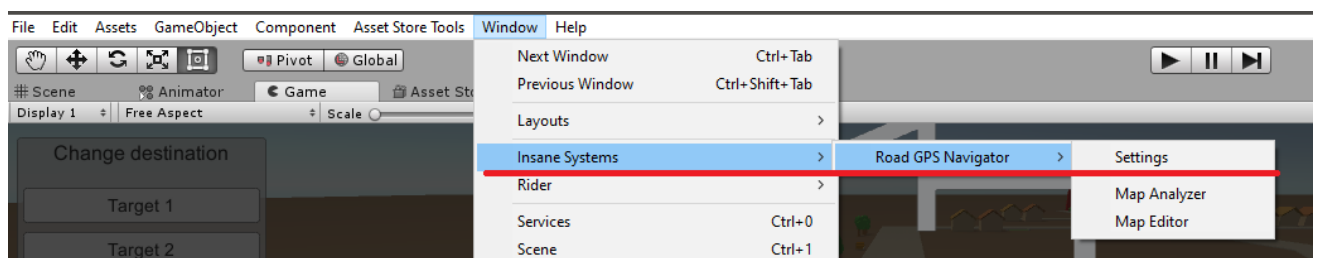 File Edit Assets GameObject Component Asset Store Tools Window Help
Pivot Global
Scene Animator Game Asset Sto
Display 1 Free Aspect Scale
Change destination
Target 1
Target 2
Next Window Ctrl+Tab
Previous Window Ctrl+Shift+Tab
Layouts
Insane Systems
Rider
Services Ctrl+0
Scene Ctrl+1
Road GPS Navigator
Settings
Map Analyzer
Map Editor